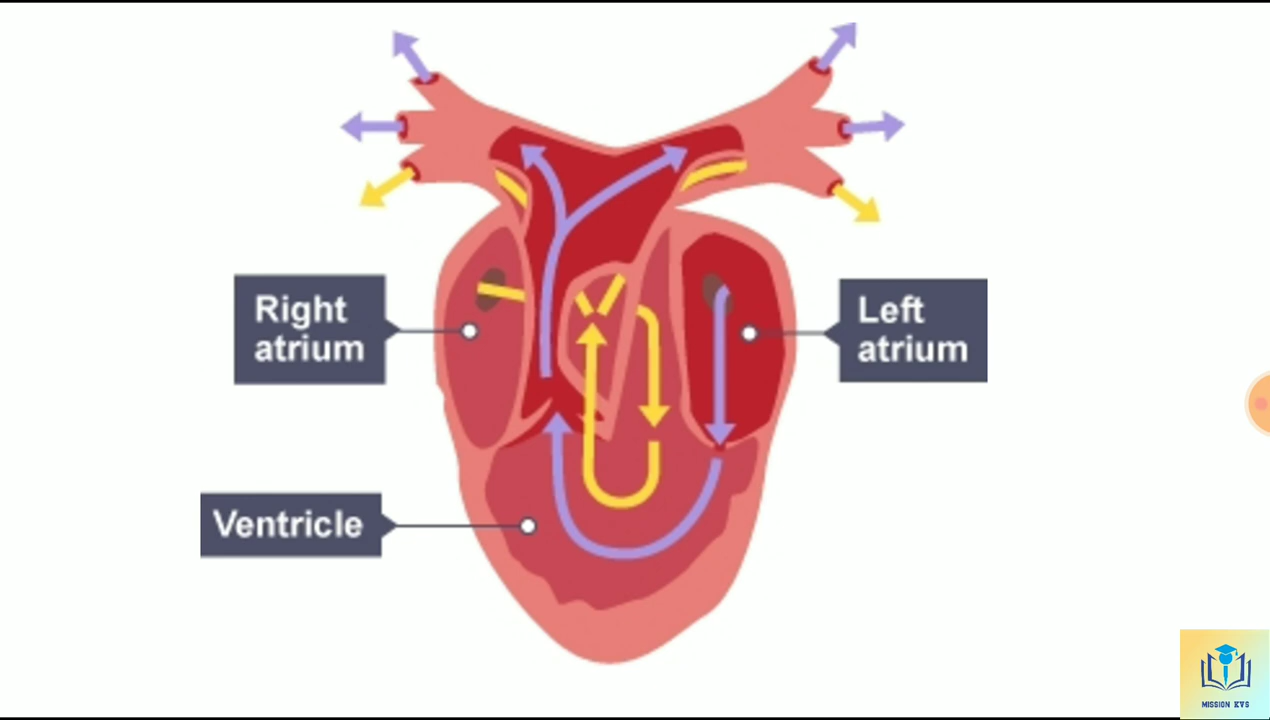 Right
atrium
Left
atrium
Ventricle
MISSION KVS